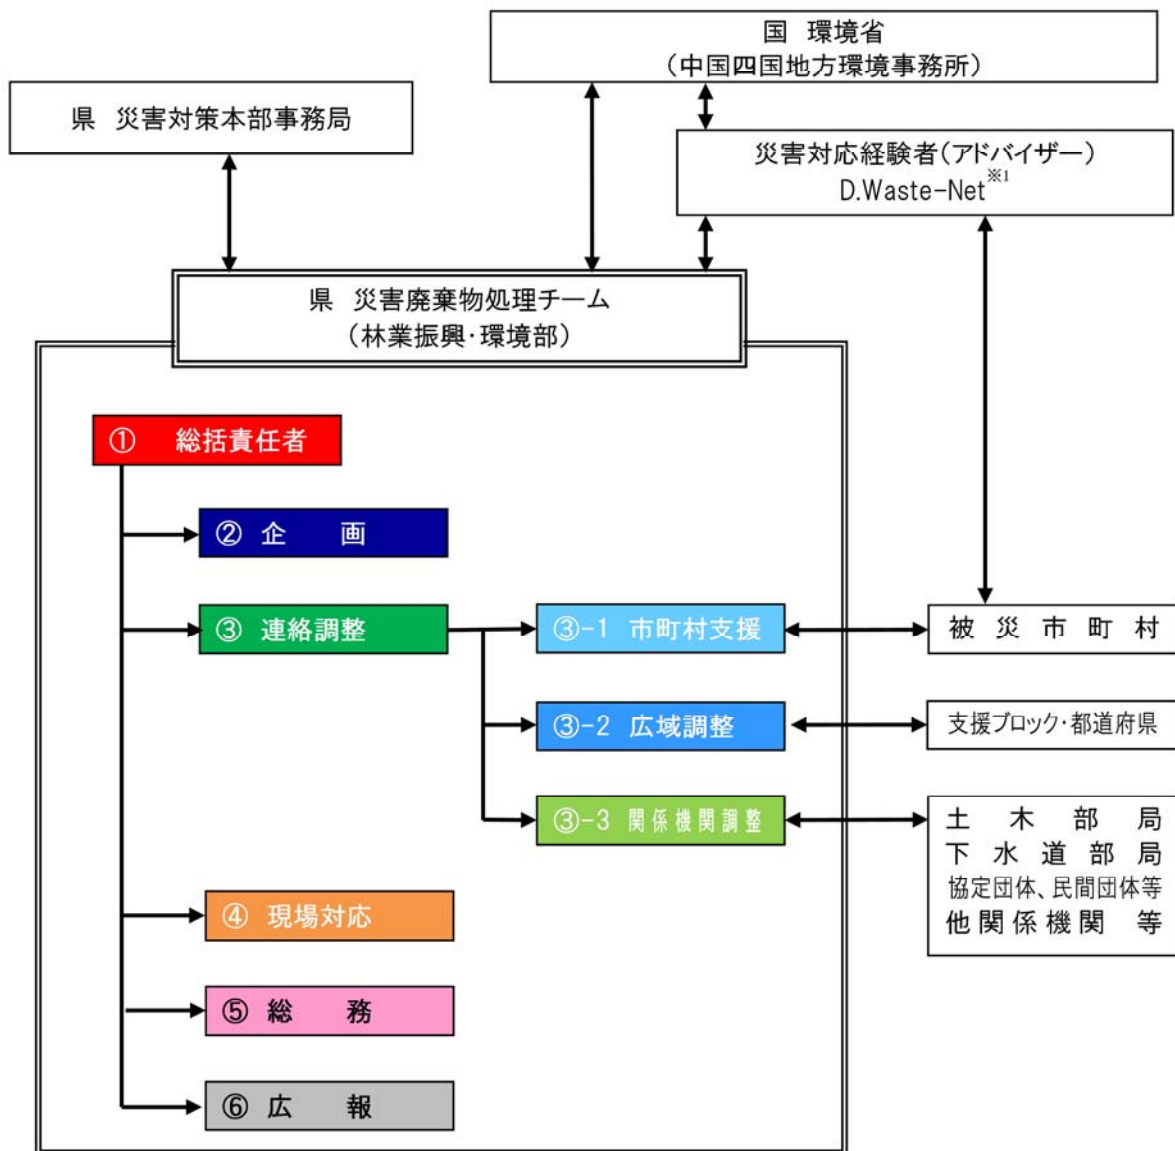 国 環境省
（中国四国地方環境事務所）
県 災害対策本部事務局
災害対応経験者（アドバイザー）
D.Waste-Net※1
県 災害廃棄物処理チーム
（林業振興・環境部）
① 総括責任者
② 企 画
③ 連絡調整
③-1 市町村支援
被 災 市 町 村
③-2 広域調整
支援ブロック・都道府県
③-3 関係機関調整
土 木 部 局
下 水 道 部 局
協定団体、民間団体等
他関係機関 等
④ 現場対応
⑤ 総 務
⑥ 広 報